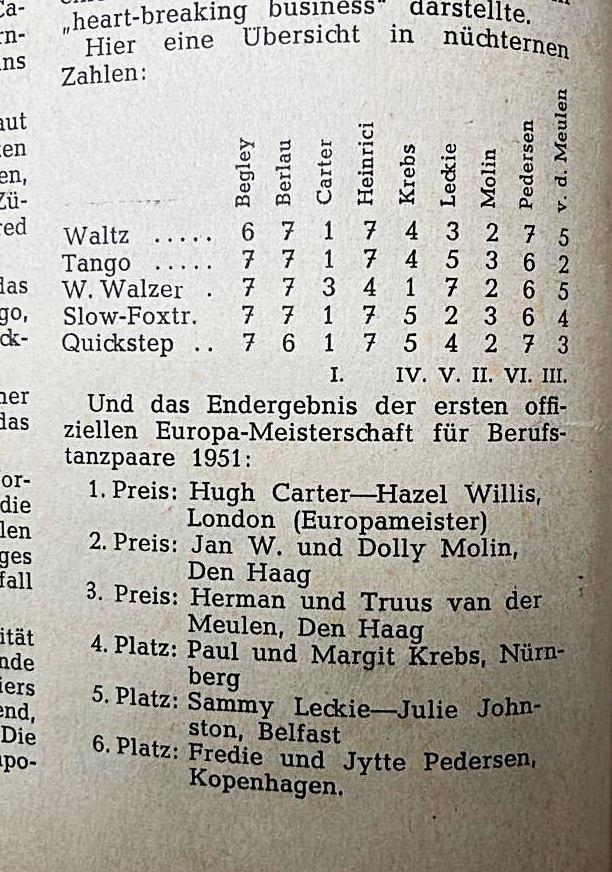 „heart-breaking business" darstellte.
Hier eine Übersicht in nüchternen
Zahlen:
Begley Berlau Carter Heinrici Krebs Leckie Molin Pedersen v. d. Meulen
Waltz ..... 6 7 1 7 4 3 2 7 5
Tango ..... 7 7 1 7 4 5 3 6 2
W. Walzer . 7 7 3 4 1 7 2 6 5
Slow-Foxtr. 7 7 1 7 5 2 3 6 4
Quickstep .. 7 6 1 7 5 4 2 7 3
I. IV. V. II. VI. III.
Und das Endergebnis der ersten offi-
ziellen Europa-Meisterschaft für Berufs-
tanzpaare 1951:
1. Preis: Hugh Carter—Hazel Willis,
London (Europameister)
2. Preis: Jan W. und Dolly Molin,
Den Haag
3. Preis: Herman und Truus van der
Meulen, Den Haag
4. Platz: Paul und Margit Krebs, Nürn-
berg
5. Platz: Sammy Leckie—Julie John-
ston, Belfast
6. Platz: Fredie und Jytte Pedersen,
Kopenhagen.